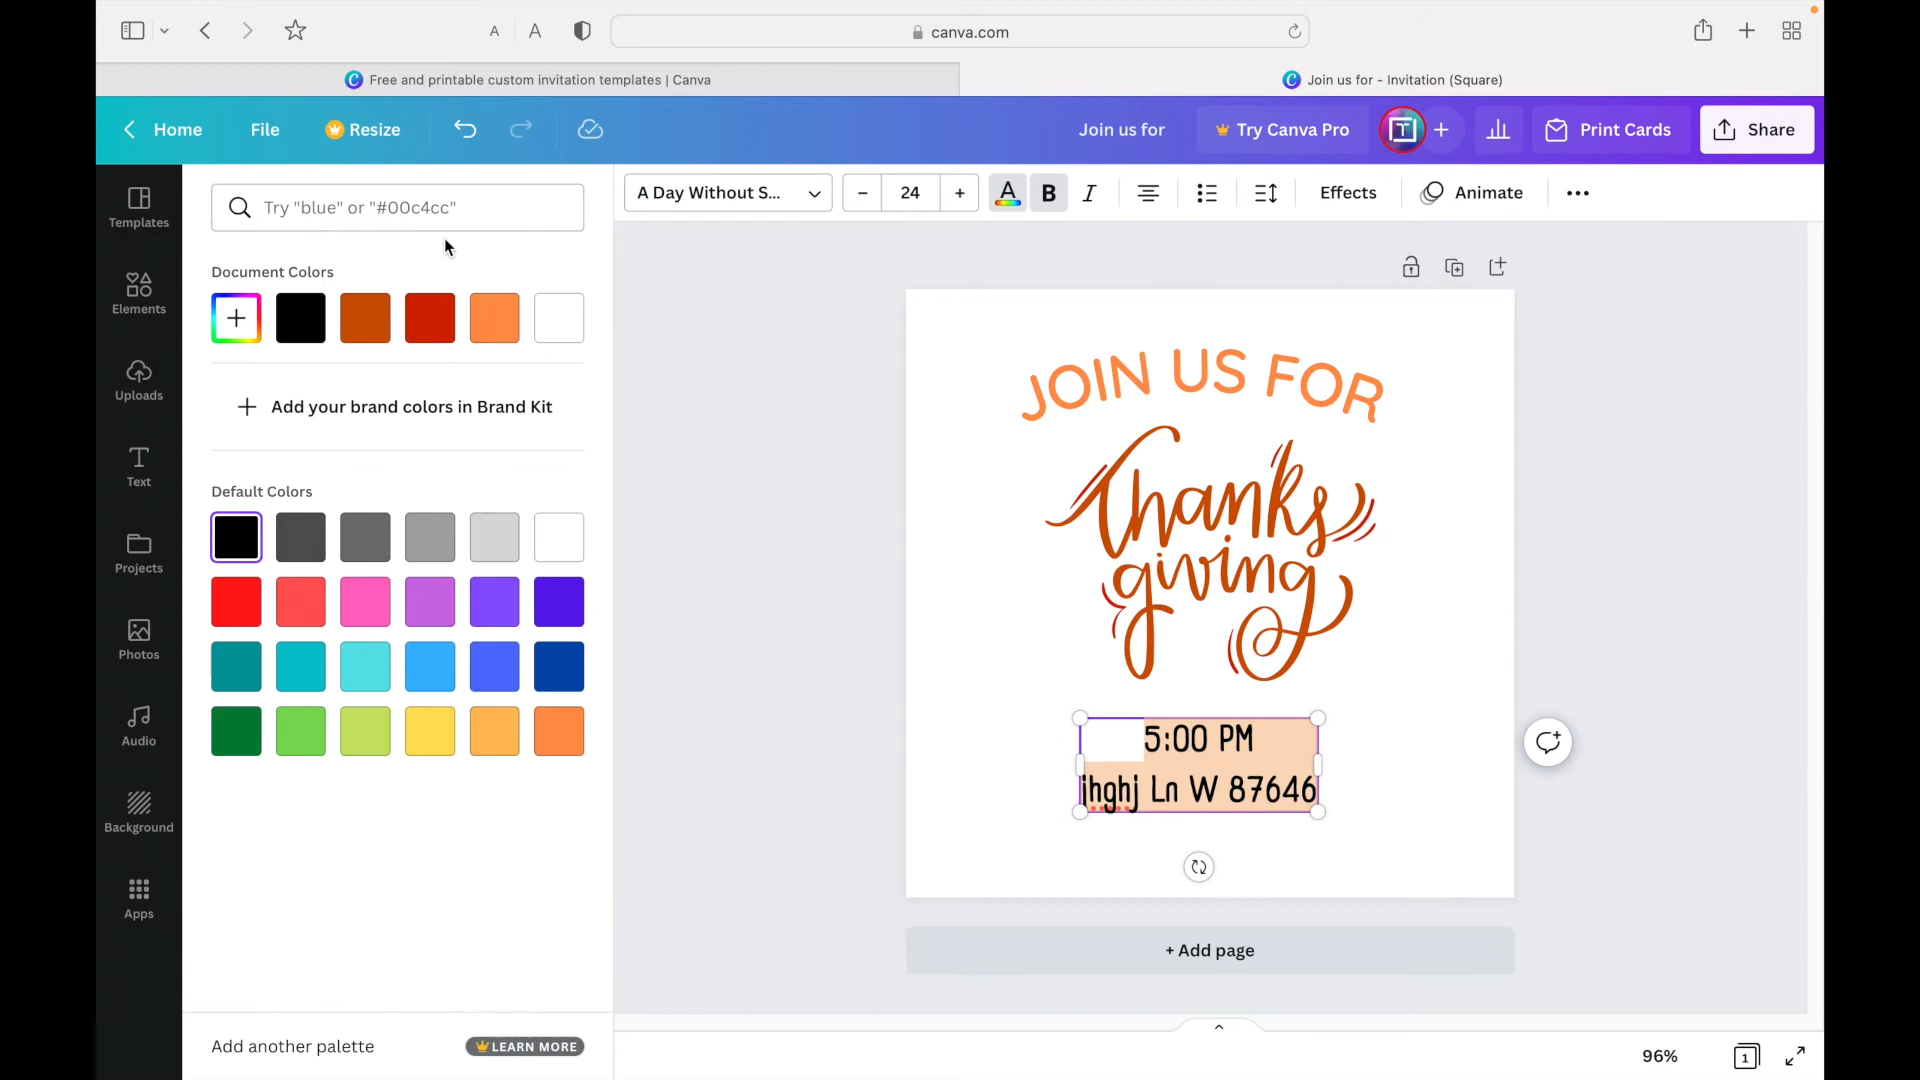 A A
canva.com
Free and printable custom invitation templates | Canva
Join us for - Invitation (Square)
Home
File
Resize
Join us for
Try Canva Pro
Print Cards
Share
Templates
Elements
Uploads
Text
Projects
Photos
Audio
Background
Apps
Try "blue" or "#00c4cc"
Document Colors
+ Add your brand colors in Brand Kit
Default Colors
Add another palette
LEARN MORE
A Day Without S...
– 24 +
A B I
Effects
Animate
JOIN US FOR
Thanks
giving
5:00 PM
jhghj Ln W 87646
+ Add page
96%
1